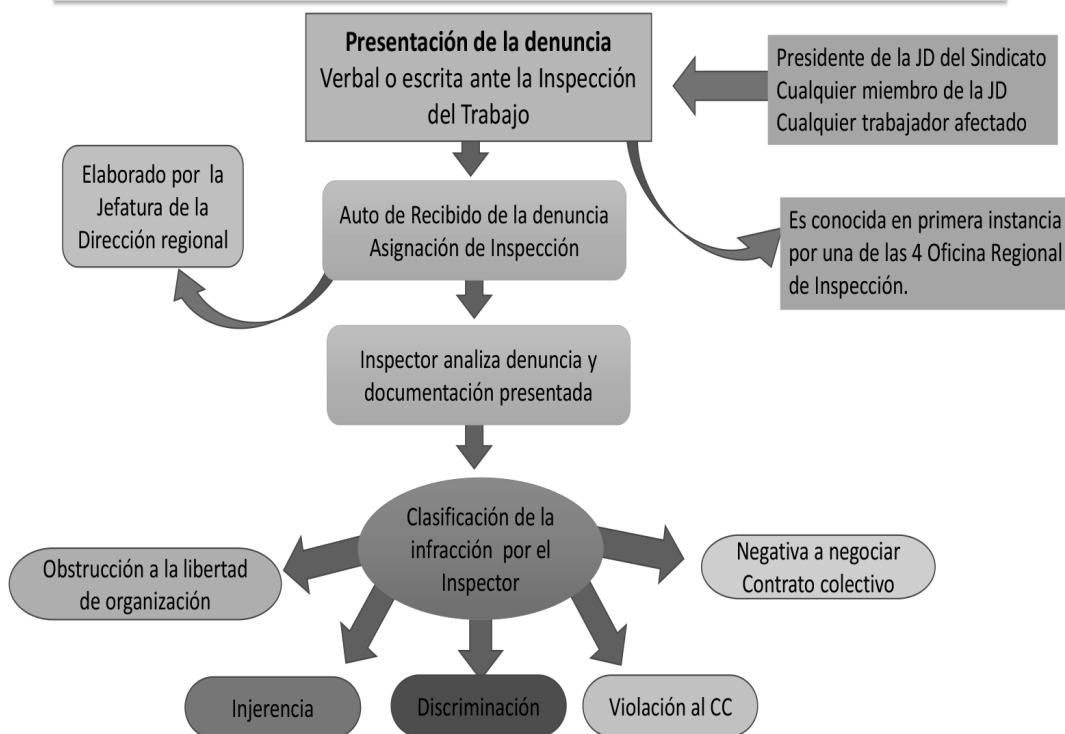 Presentación de la denuncia
Verbal o escrita ante la Inspección
del Trabajo
Presidente de la JD del Sindicato
Cualquier miembro de la JD
Cualquier trabajador afectado
Elaborado por la
Jefatura de la
Dirección regional
Auto de Recibido de la denuncia
Asignación de Inspección
Es conocida en primera instancia
por una de las 4 Oficina Regional
de Inspección.
Inspector analiza denuncia y
documentación presentada
Clasificación de la
infracción por el
Inspector
Obstrucción a la libertad
de organización
Negativa a negociar
Contrato colectivo
Injerencia
Discriminación
Violación al CC